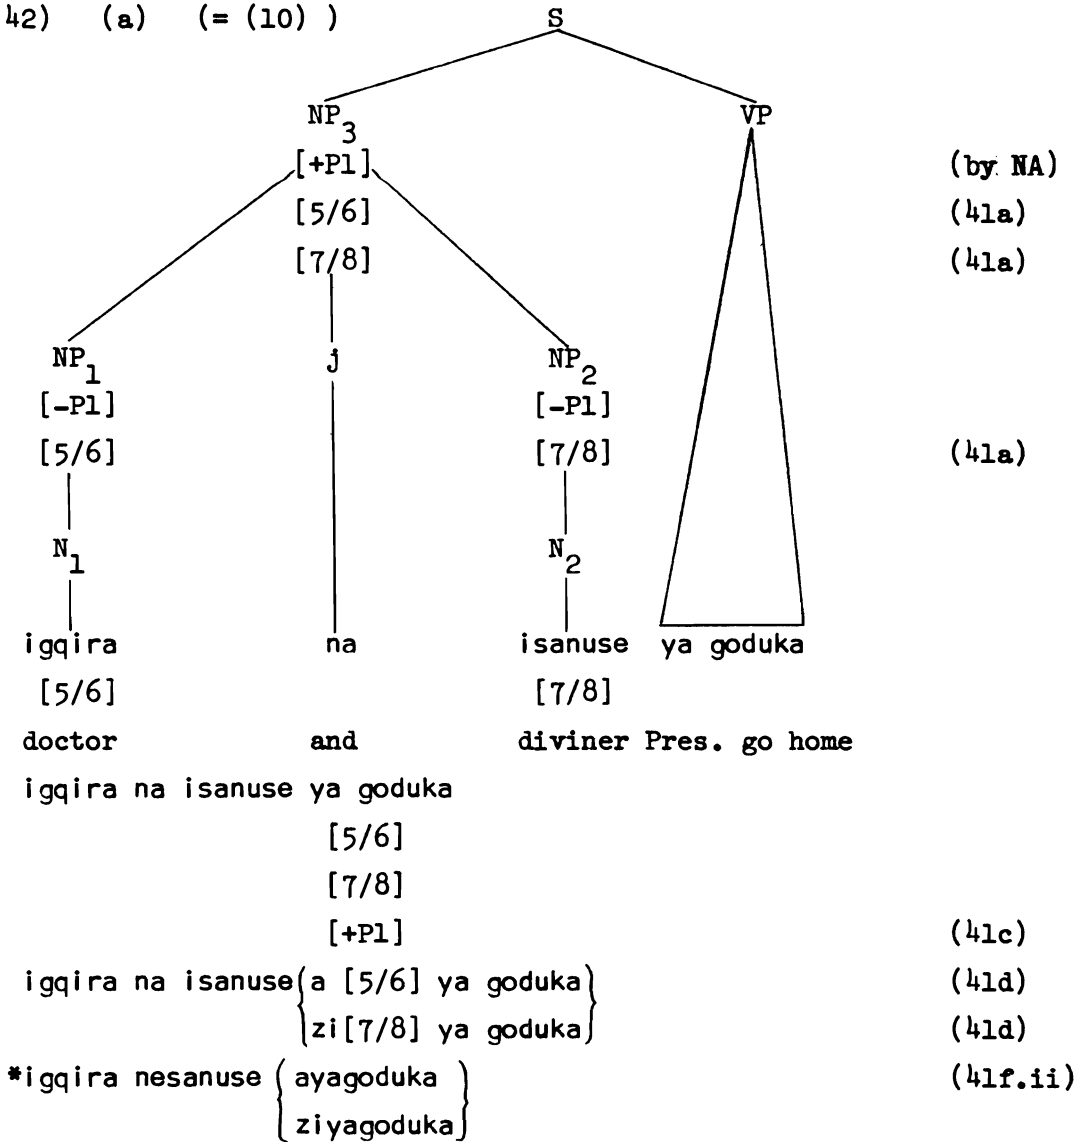 42) (a) (= (10) ) S
NP3 VP
[+Pl] (by NA)
[5/6] (41a)
[7/8] (41a)
NP1 j NP2
[-Pl] [-Pl]
[5/6] [7/8] (41a)
N1 N2
igqira na isanuse ya goduka
[5/6] [7/8]
doctor and diviner Pres. go home
igqira na isanuse ya goduka
[5/6]
[7/8]
[+Pl] (41c)
igqira na isanuse {a [5/6] ya goduka} (41d)
{zi[7/8] ya goduka} (41d)
*igqira nesanuse { ayagoduka } (41f.ii)
{ ziyagoduka }